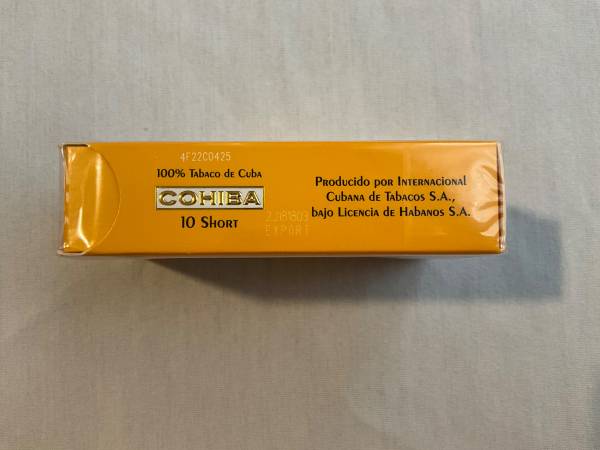 4F22C0425
100% Tabaco de Cuba
COHIBA
10 Short
Producido por Internacional
Cubana de Tabacos S.A.,
bajo Licencia de Habanos S.A.
EXPORT